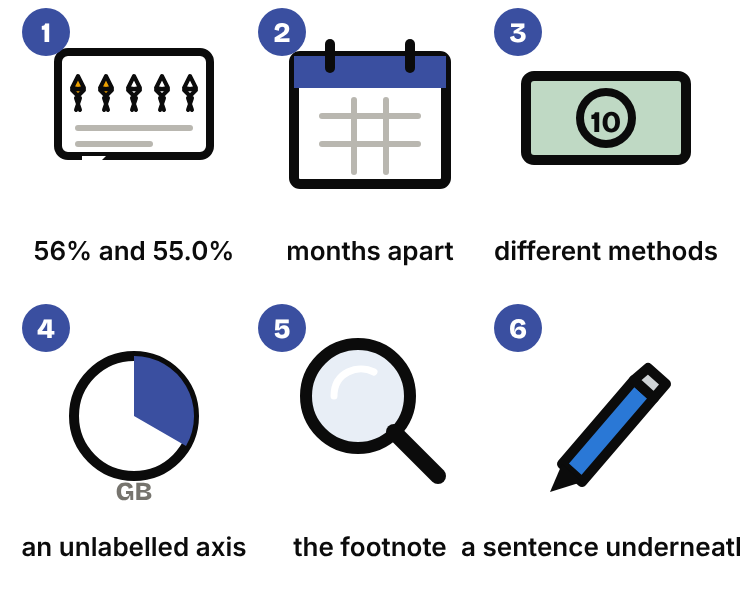 1
2
3
10
56% and 55.0%
months apart
different methods
4
5
6
GB
an unlabelled axis
the footnote
a sentence